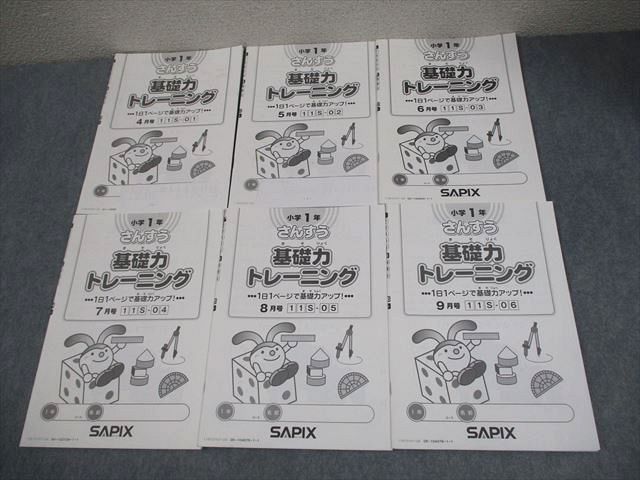 小学1年
さんすう
基礎力
トレーニング
1日1ページで基礎力アップ!
4月号 11S-01
小学1年
さんすう
基礎力
トレーニング
1日1ページで基礎力アップ!
5月号 11S-02
小学1年
さんすう
基礎力
トレーニング
1日1ページで基礎力アップ!
6月号 11S-03
SAPIX
小学1年
さんすう
基礎力
トレーニング
1日1ページで基礎力アップ!
7月号 11S-04
SAPIX
小学1年
さんすう
基礎力
トレーニング
1日1ページで基礎力アップ!
8月号 11S-05
SAPIX
小学1年
さんすう
基礎力
トレーニング
1日1ページで基礎力アップ!
9月号 11S-06
SAPIX